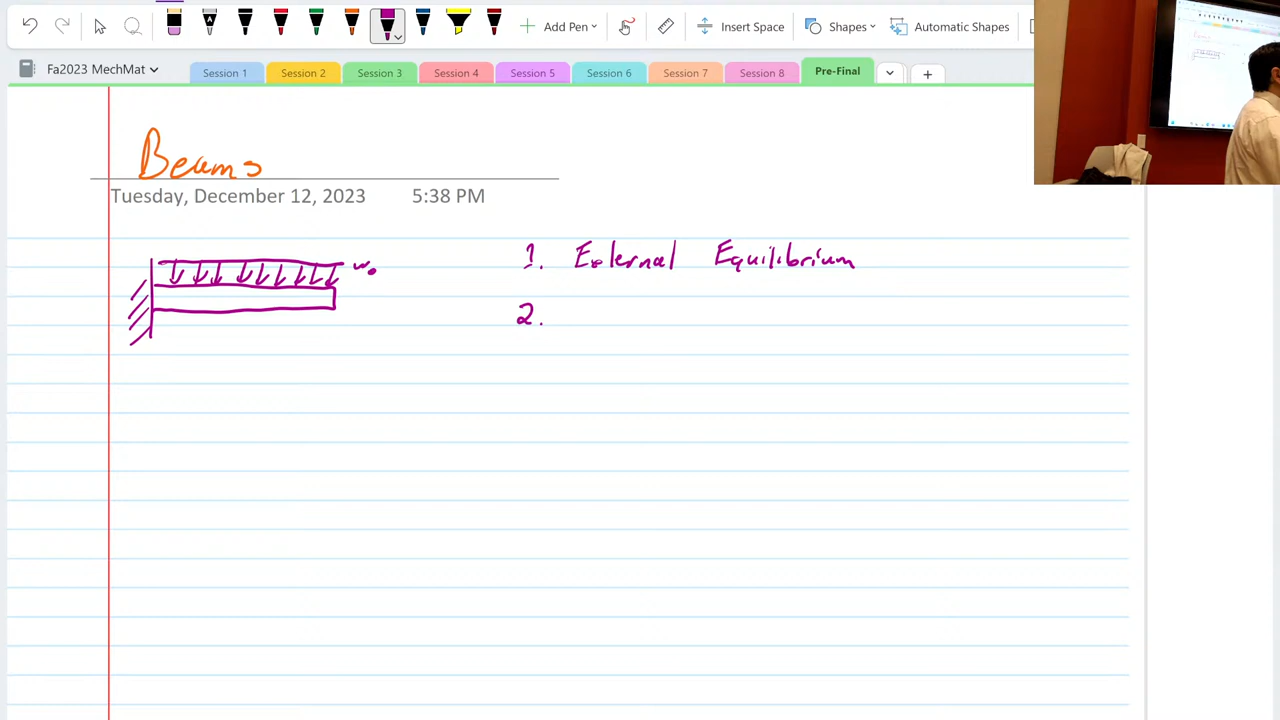 Add Pen
Insert Space
Shapes
Automatic Shapes
Fa2023MechMat
Session 1
Session 2
Session 3
Session 4
Session 5
Session 6
Session 7
Session 8
Pre-Final
Beams
Tuesday, December 12, 2023 5:38 PM
1. External Equilibrium
w₀
2.